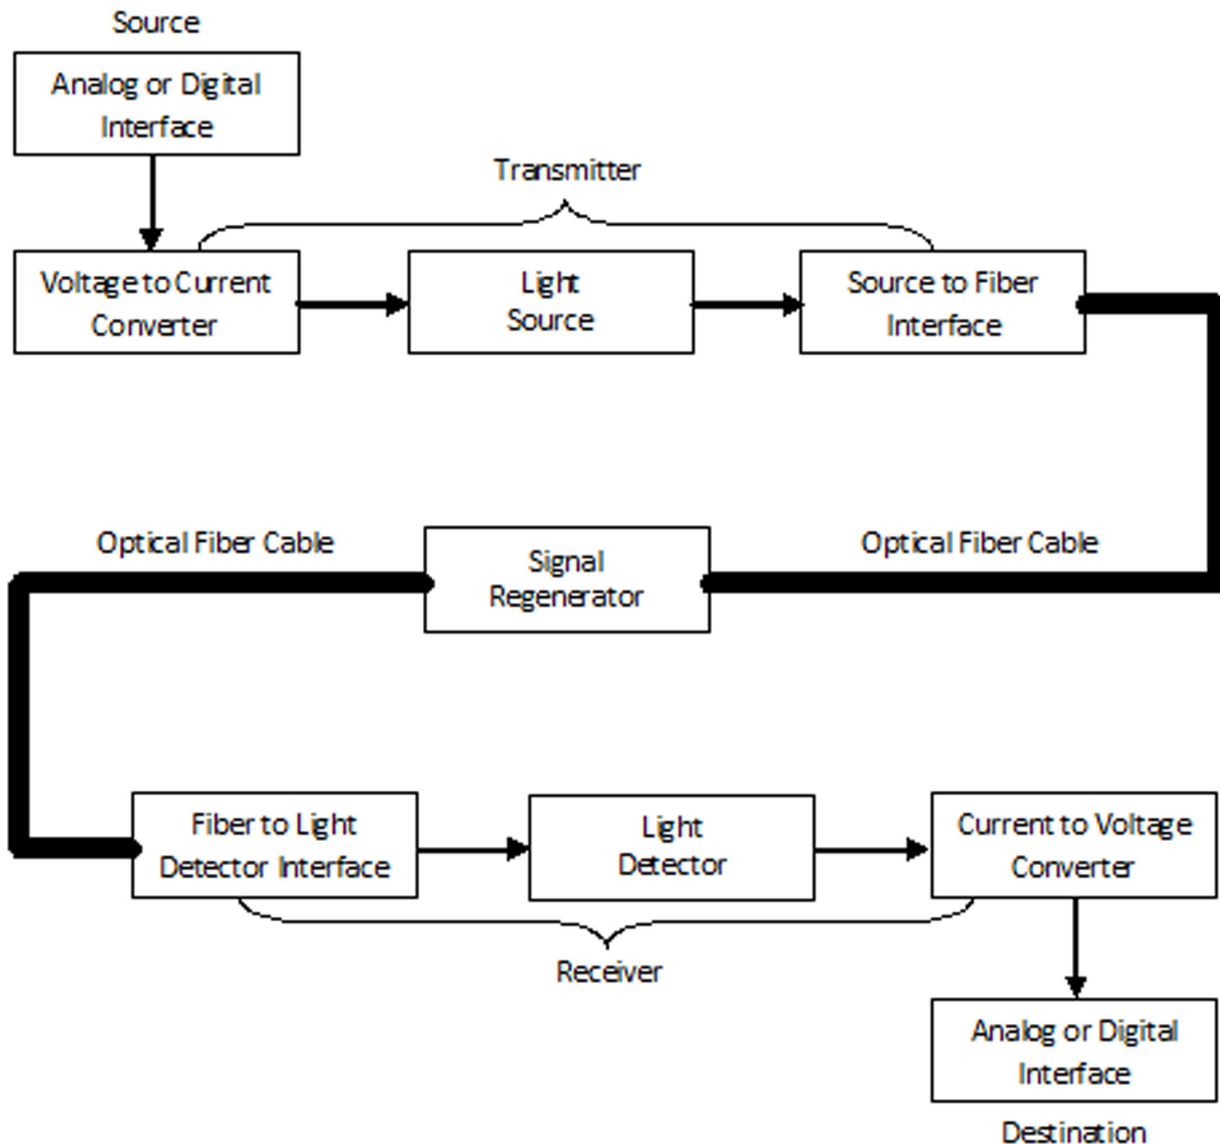 Source
Analog or Digital
Interface
Transmitter
Voltage to Current
Converter
Light
Source
Source to Fiber
Interface
Optical Fiber Cable
Signal
Regenerator
Optical Fiber Cable
Fiber to Light
Detector Interface
Light
Detector
Current to Voltage
Converter
Receiver
Analog or Digital
Interface
Destination